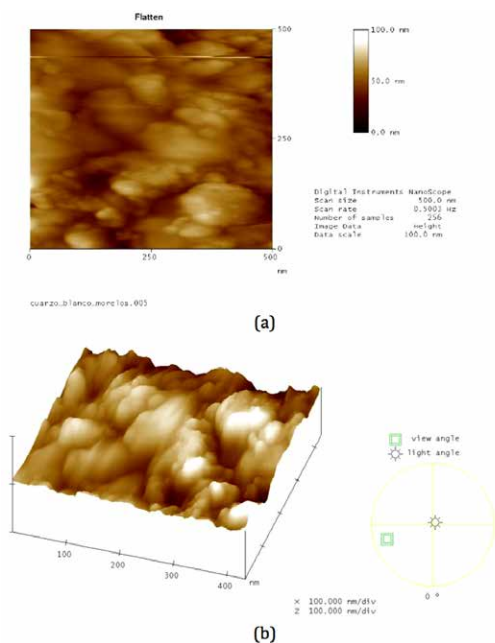 Flatten
500
250
0
0
250
500
nm
100.0 nm
50.0 nm
0.0 nm
Digital Instruments NanoScope
Scan size 500.0 nm
Scan rate 0.5003 Hz
Number of samples 256
Image Data Height
Data scale 100.0 nm
cuarzo_blanco_morelos.005
(a)
view angle
light angle
100
200
300
400
nm
X 100.000 nm/div
Z 100.000 nm/div
0 °
(b)